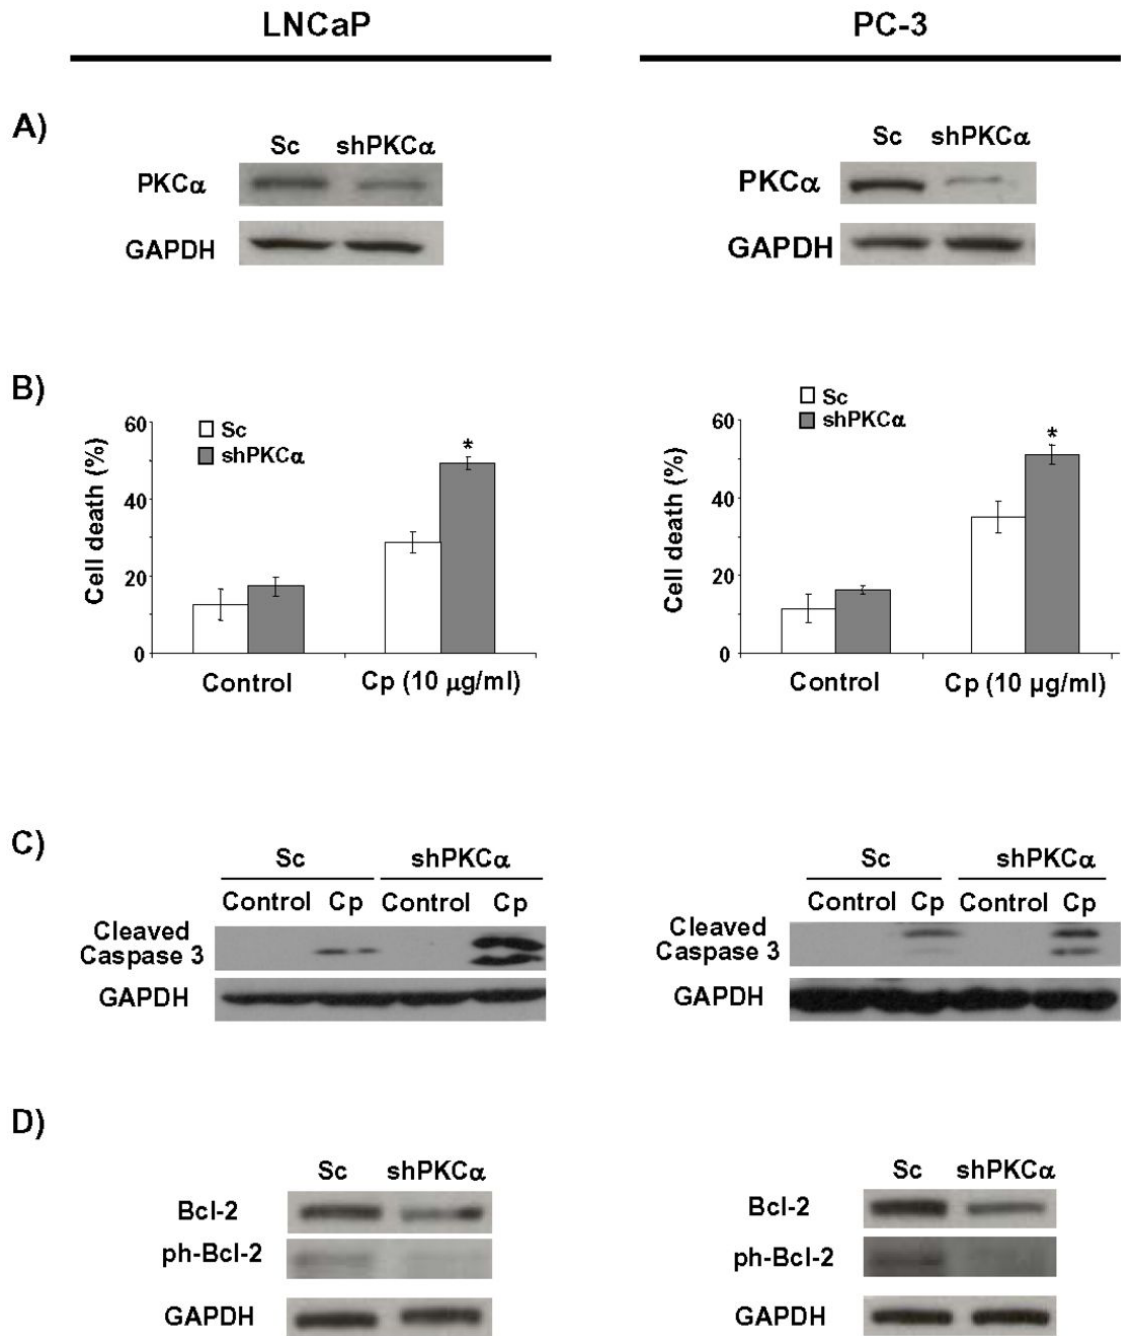 LNCaP PC-3
A)
Sc shPKCα Sc shPKCα
PKCα PKCα
GAPDH GAPDH
B)
Sc Sc
shPKCα shPKCα
* *
Cell death (%) Cell death (%)
60 60
40 40
20 20
0 0
Control Cp (10 µg/ml) Control Cp (10 µg/ml)
C)
Sc shPKCα Sc shPKCα
Control Cp Control Cp Control Cp Control Cp
Cleaved Cleaved
Caspase 3 Caspase 3
GAPDH GAPDH
D)
Sc shPKCα Sc shPKCα
Bcl-2 Bcl-2
ph-Bcl-2 ph-Bcl-2
GAPDH GAPDH